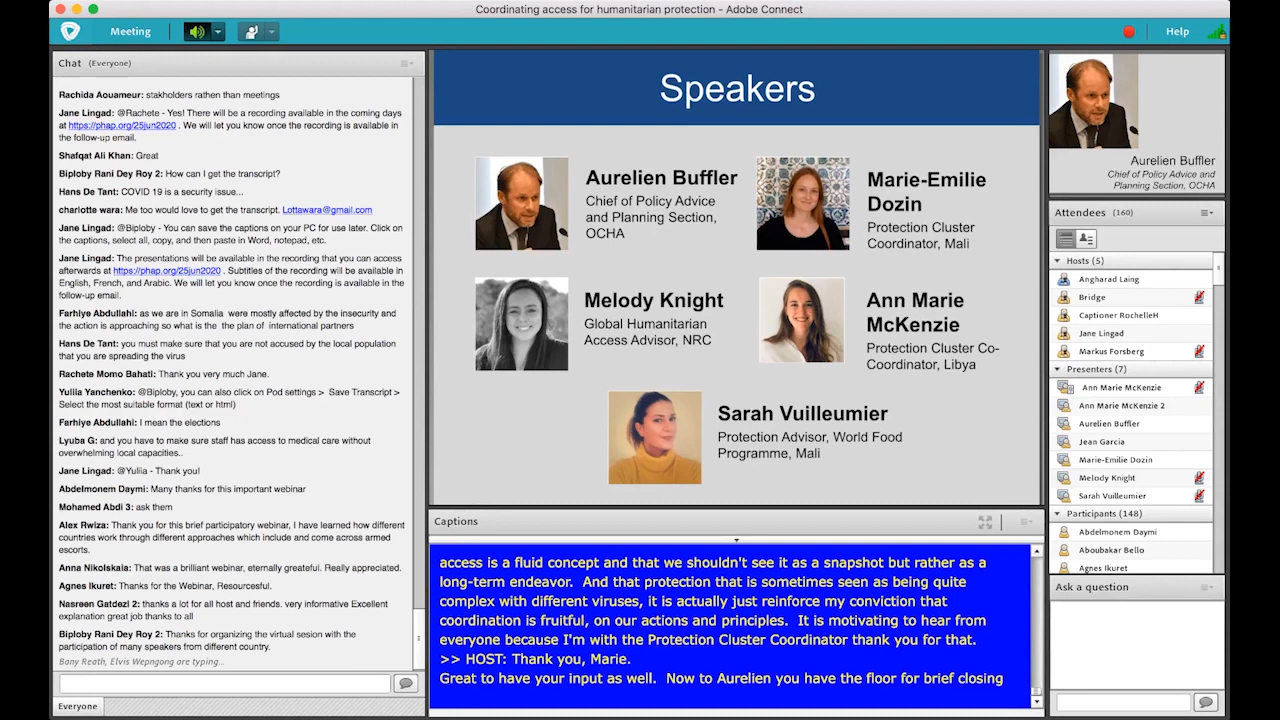 Coordinating access for humanitarian protection - Adobe Connect
Meeting
Help
Chat (Everyone)
Rachida Aouameur: stakholders rathen than meetings
Jane Lingad: @Rachete - Yes! There will be a recording available in the coming days
at https://phap.org/25jun2020 . We will let you know once the recording is available in
the follow-up email.
Shafqat Ali Khan: Great
Biploby Rani Dey Roy 2: How can I get the transcript?
Hans De Tant: COVID 19 is a security issue...
charlotte wara: Me too would love to get the transcript. Lottawara@gmail.com
Jane Lingad: @Biploby - You can save the captions on your PC for use later. Click on
the captions, select all, copy, and then paste in Word, notepad, etc.
Jane Lingad: The presentations will be available in the recording that you can access
afterwards at https://phap.org/25jun2020 . Subtitles of the recording will be available in
English, French, and Arabic. We will let you know once the recording is available in the
follow-up email.
Farhiye Abdullahi: as we are in Somalia were mostly affected by the insecurity and
the action is approaching so what is the the plan of international partners
Hans De Tant: you must make sure that you are not accused by the local population
that you are spreading the virus
Rachete Momo Bahati: Thank you very much Jane.
Yuliia Yanchenko: @Biploby, you can also click on Pod settings > Save Transcript >
Select the most suitable format (text or html)
Farhiye Abdullahi: I mean the elections
Lyuba G: and you have to make sure staff has access to medical care without
overwhelming local capacities..
Jane Lingad: @Yuliia - Thank you!
Abdelmonem Daymi: Many thanks for this important webinar
Mohamed Abdi 3: ask them
Alex Rwiza: Thank you for this brief participatory webinar, I have learned how different
countries work through different approaches which include and come across armed
escorts.
Anna Nikolskaia: That was a brilliant webinar, eternally greateful. Really appreciated.
Agnes Ikuret: Thanks for the Webinar, Resourcesful.
Nasreen Gatdezi 2: thanks a lot for all host and friends. very informative Excellent
explanation great job thanks to all
Biploby Rani Dey Roy 2: Thanks for organizing the virtual sesion with the
participation of many speakers from different country.
Bony Reath, Elvis Wepngong are typing...
Everyone
Speakers
Aurelien Buffler
Chief of Policy Advice
and Planning Section,
OCHA
Marie-Emilie
Dozin
Protection Cluster
Coordinator, Mali
Melody Knight
Global Humanitarian
Access Advisor, NRC
Ann Marie
McKenzie
Protection Cluster Co-
Coordinator, Libya
Sarah Vuilleumier
Protection Advisor, World Food
Programme, Mali
Captions
access is a fluid concept and that we shouldn't see it as a snapshot but rather as a
long-term endeavor. And that protection that is sometimes seen as being quite
complex with different viruses, it is actually just reinforce my conviction that
coordination is fruitful, on our actions and principles. It is motivating to hear from
everyone because I'm with the Protection Cluster Coordinator thank you for that.
>> HOST: Thank you, Marie.
Great to have your input as well. Now to Aurelien you have the floor for brief closing
Aurelien Buffler
Chief of Policy Advice and
Planning Section, OCHA
Attendees (160)
Hosts (5)
Angharad Laing
Bridge
Captioner RochelleH
Jane Lingad
Markus Forsberg
Presenters (7)
Ann Marie McKenzie
Ann Marie McKenzie 2
Aurelien Buffler
Jean Garcia
Marie-Emilie Dozin
Melody Knight
Sarah Vuilleumier
Participants (148)
Abdelmonem Daymi
Aboubakar Bello
Agnes Ikuret
Ask a question